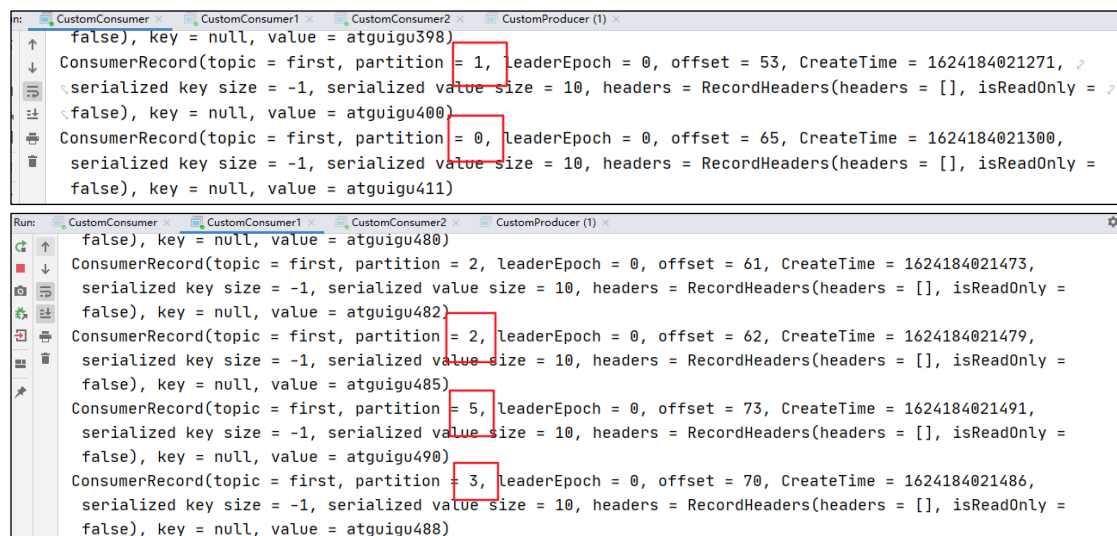 un: CustomConsumer × CustomConsumer1 × CustomConsumer2 × CustomProducer (1) ×
false), key = null, value = atguigu398)
ConsumerRecord(topic = first, partition = 1, leaderEpoch = 0, offset = 53, CreateTime = 1624184021271,
serialized key size = -1, serialized value size = 10, headers = RecordHeaders(headers = [], isReadOnly =
false), key = null, value = atguigu400)
ConsumerRecord(topic = first, partition = 0, leaderEpoch = 0, offset = 65, CreateTime = 1624184021300,
serialized key size = -1, serialized value size = 10, headers = RecordHeaders(headers = [], isReadOnly =
false), key = null, value = atguigu411)
Run: CustomConsumer × CustomConsumer1 × CustomConsumer2 × CustomProducer (1) ×
false), key = null, value = atguigu480)
ConsumerRecord(topic = first, partition = 2, leaderEpoch = 0, offset = 61, CreateTime = 1624184021473,
serialized key size = -1, serialized value size = 10, headers = RecordHeaders(headers = [], isReadOnly =
false), key = null, value = atguigu482)
ConsumerRecord(topic = first, partition = 2, leaderEpoch = 0, offset = 62, CreateTime = 1624184021479,
serialized key size = -1, serialized value size = 10, headers = RecordHeaders(headers = [], isReadOnly =
false), key = null, value = atguigu485)
ConsumerRecord(topic = first, partition = 5, leaderEpoch = 0, offset = 73, CreateTime = 1624184021491,
serialized key size = -1, serialized value size = 10, headers = RecordHeaders(headers = [], isReadOnly =
false), key = null, value = atguigu490)
ConsumerRecord(topic = first, partition = 3, leaderEpoch = 0, offset = 70, CreateTime = 1624184021486,
serialized key size = -1, serialized value size = 10, headers = RecordHeaders(headers = [], isReadOnly =
false), key = null, value = atguigu488)